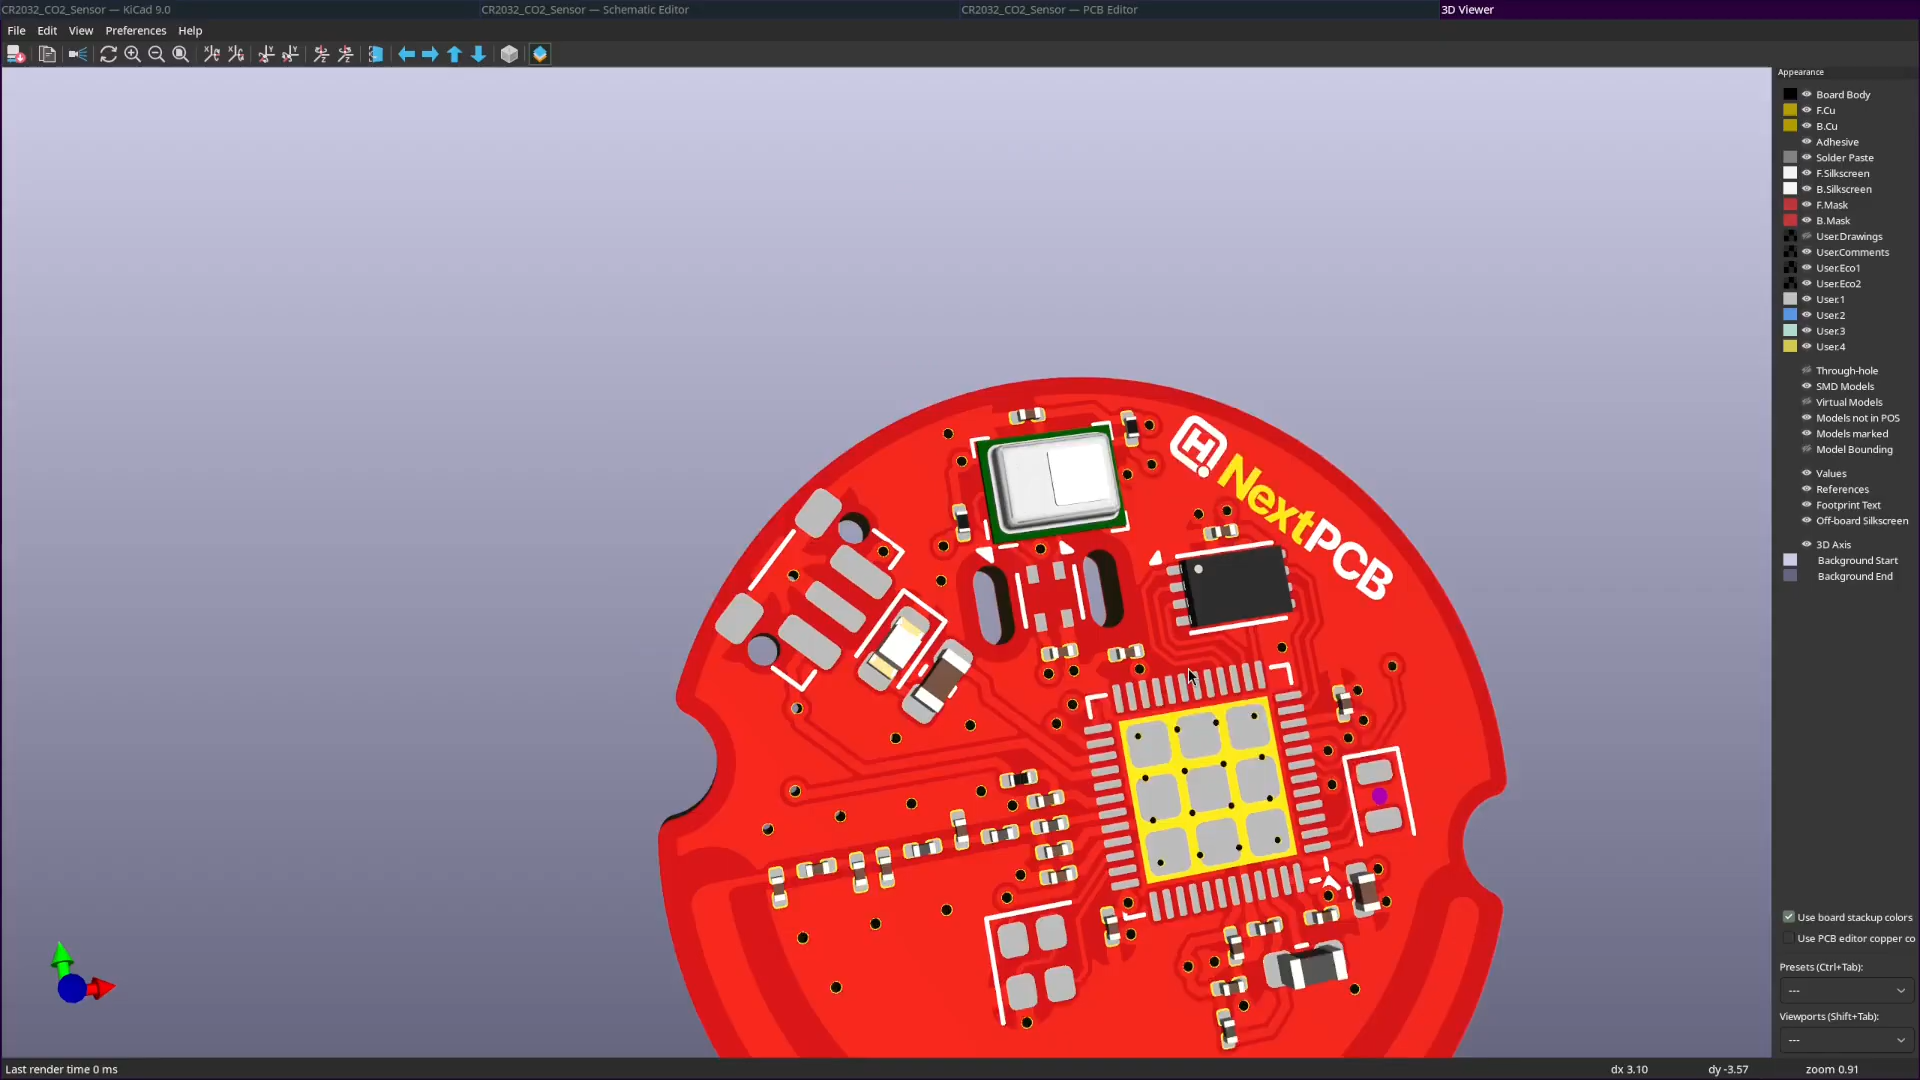 CR2032_CO2_Sensor — KiCad 9.0
CR2032_CO2_Sensor — Schematic Editor
CR2032_CO2_Sensor — PCB Editor
3D Viewer
File Edit View Preferences Help
Appearance
Board Body
F.Cu
B.Cu
Adhesive
Solder Paste
F.Silkscreen
B.Silkscreen
F.Mask
B.Mask
User.Drawings
User.Comments
User.Eco1
User.Eco2
User.1
User.2
User.3
User.4
Through-hole
SMD Models
Virtual Models
Models not in POS
Models marked
Model Bounding
Values
References
Footprint Text
Off-board Silkscreen
3D Axis
Background Start
Background End
H
NextPCB
Use board stackup colors
Use PCB editor copper co
Presets (Ctrl+Tab):
---
Viewports (Shift+Tab):
---
Last render time 0 ms
dx 3.10
dy -3.57
zoom 0.91